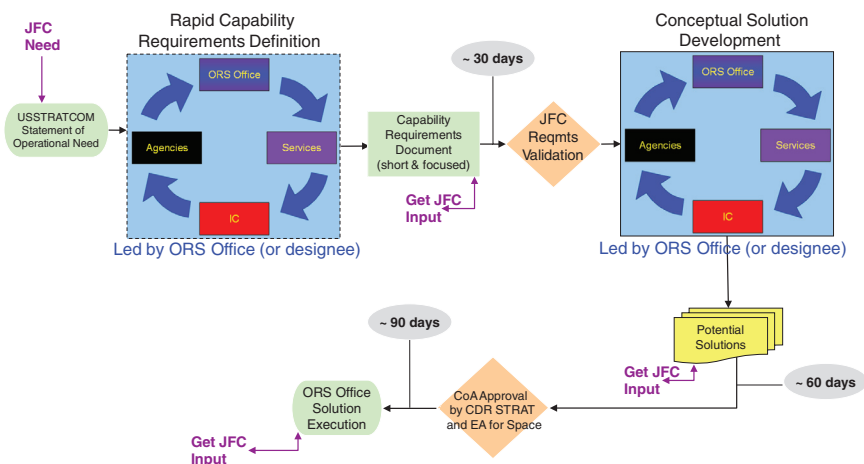 JFC
Need
Rapid Capability
Requirements Definition
Conceptual Solution
Development
USSTRATCOM
Statement of
Operational Need
ORS Office
Agencies
Services
IC
Led by ORS Office (or designee)
Capability
Requirements
Document
(short & focused)
Get JFC
Input
~ 30 days
JFC
Reqmts
Validation
ORS Office
Agencies
Services
IC
Led by ORS Office (or designee)
Potential
Solutions
Get JFC
Input
~ 60 days
CoA Approval
by CDR STRAT
and EA for Space
~ 90 days
ORS Office
Solution
Execution
Get JFC
Input